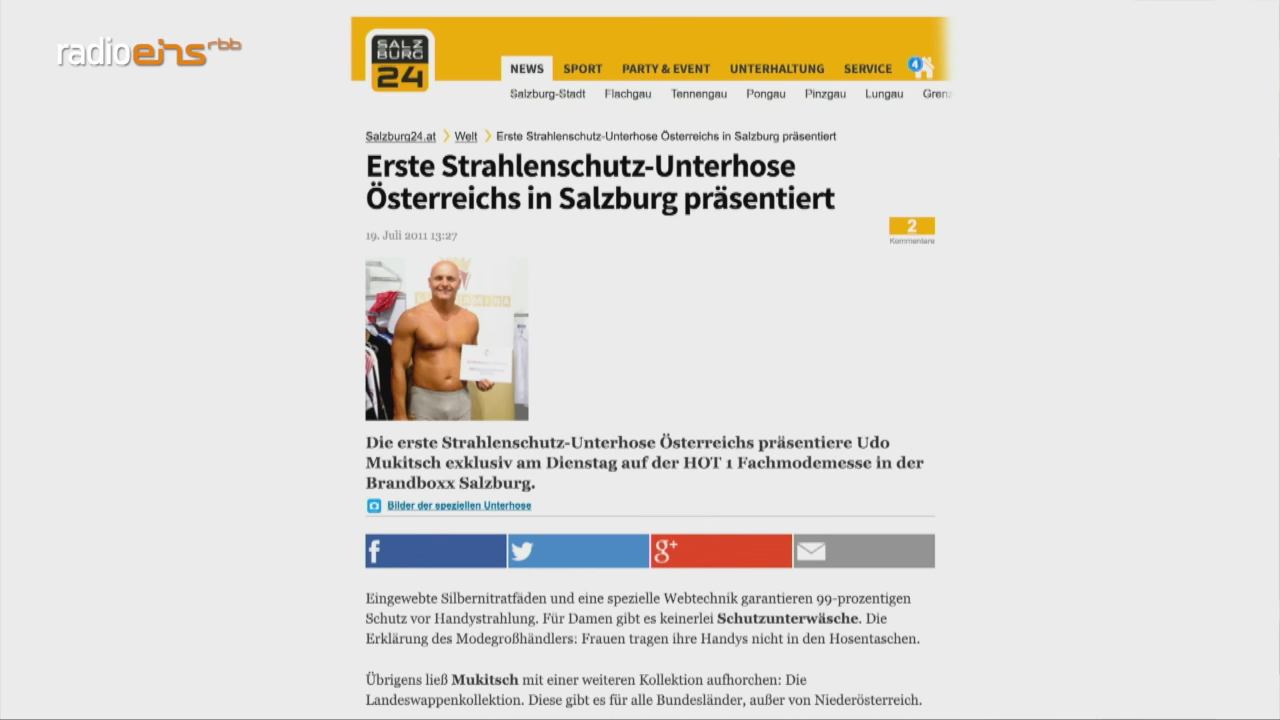 radioeins rbb
SALZ
BURG
24
NEWS SPORT PARTY & EVENT UNTERHALTUNG SERVICE 4
Salzburg-Stadt Flachgau Tennengau Pongau Pinzgau Lungau Gren
Salzburg24.at Welt Erste Strahlenschutz-Unterhose Österreichs in Salzburg präsentiert
Erste Strahlenschutz-Unterhose
Österreichs in Salzburg präsentiert
19. Juli 2011 13:27
2
Kommentare
Die erste Strahlenschutz-Unterhose Österreichs präsentiere Udo
Mukitsch exklusiv am Dienstag auf der HOT 1 Fachmodemesse in der
Brandboxx Salzburg.
Bilder der speziellen Unterhose
f g+
Eingewebte Silbernitratfäden und eine spezielle Webtechnik garantieren 99-prozentigen
Schutz vor Handystrahlung. Für Damen gibt es keinerlei Schutzunterwäsche. Die
Erklärung des Modegroßhändlers: Frauen tragen ihre Handys nicht in den Hosentaschen.
Übrigens ließ Mukitsch mit einer weiteren Kollektion aufhorchen: Die
Landeswappenkollektion. Diese gibt es für alle Bundesländer, außer von Niederösterreich.